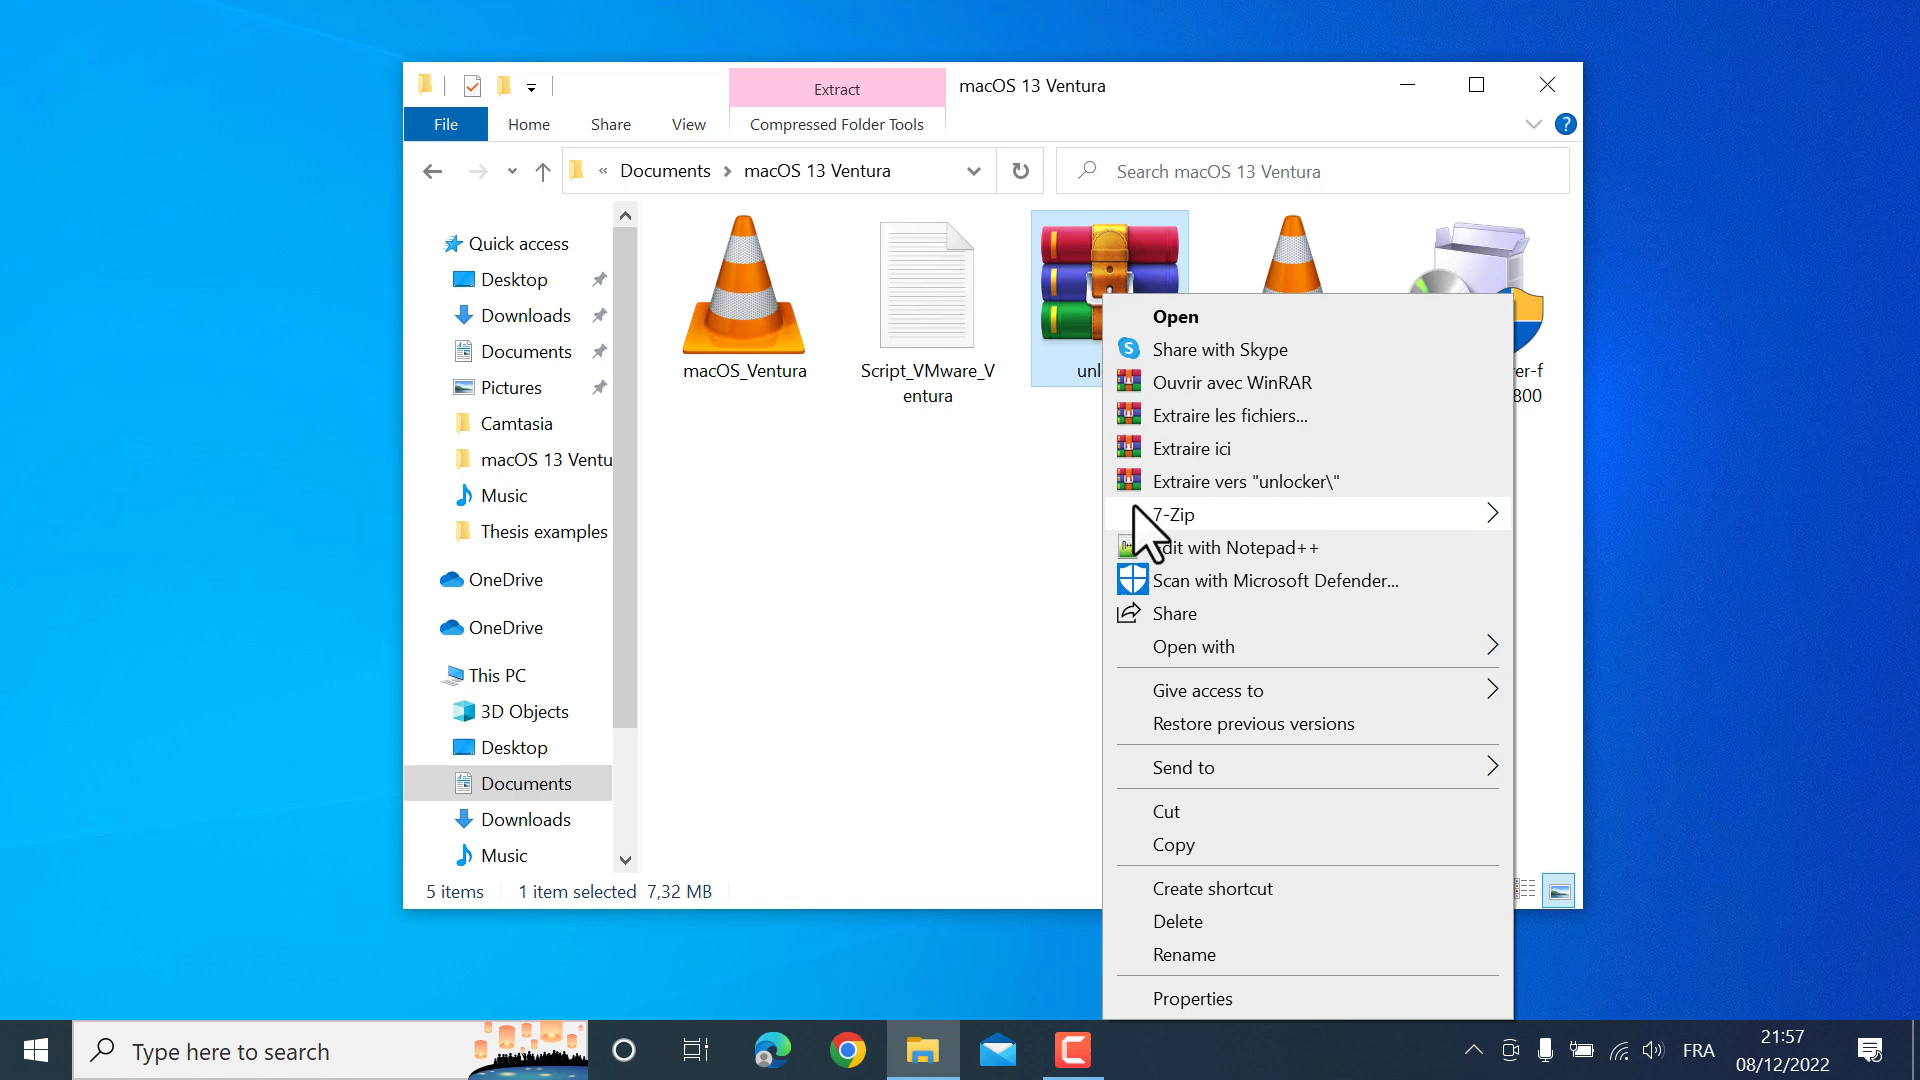 Extract
macOS 13 Ventura
File
Home
Share
View
Compressed Folder Tools
?
« Documents > macOS 13 Ventura
Search macOS 13 Ventura
Quick access
Desktop
Downloads
Documents
Pictures
Camtasia
macOS 13 Ventu
Music
Thesis examples
OneDrive
OneDrive
This PC
3D Objects
Desktop
Documents
Downloads
Music
macOS_Ventura
Script_VMware_V
entura
unl
er-f
800
Open
Share with Skype
Ouvrir avec WinRAR
Extraire les fichiers...
Extraire ici
Extraire vers "unlocker\"
7-Zip
dit with Notepad++
Scan with Microsoft Defender...
Share
Open with
Give access to
Restore previous versions
Send to
Cut
Copy
Create shortcut
Delete
Rename
Properties
5 items
1 item selected 7,32 MB
Type here to search
FRA
21:57
08/12/2022